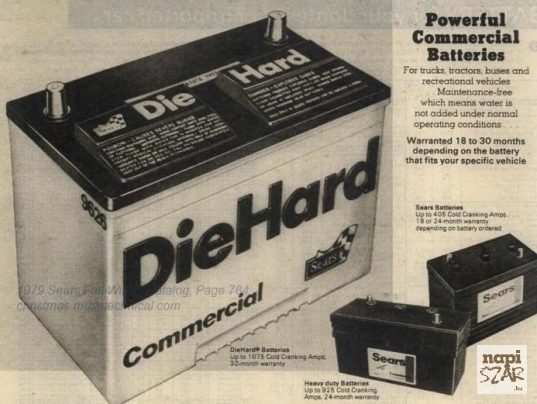 Powerful
Commercial
Batteries
For trucks, tractors, buses and
recreational vehicles
Maintenance-free
which means water is
not added under normal
operating conditions . . .
Warranted 18 to 30 months
depending on the battery
that fits your specific vehicle
Die Hard
DieHard
Sears
Commercial
1979 Sears Fall Catalog, Page 784
christmas.musetechnical.com
DieHard® Batteries
Up to 1075 Cold Cranking Amps,
30-month warranty
Sears Batteries
Up to 405 Cold Cranking Amps
18 or 24-month warranty
depending on battery ordered
Sears
Sears
Heavy duty Batteries
Up to 925 Cold Cranking
Amps, 24-month warranty
napi
SZAR
.hu